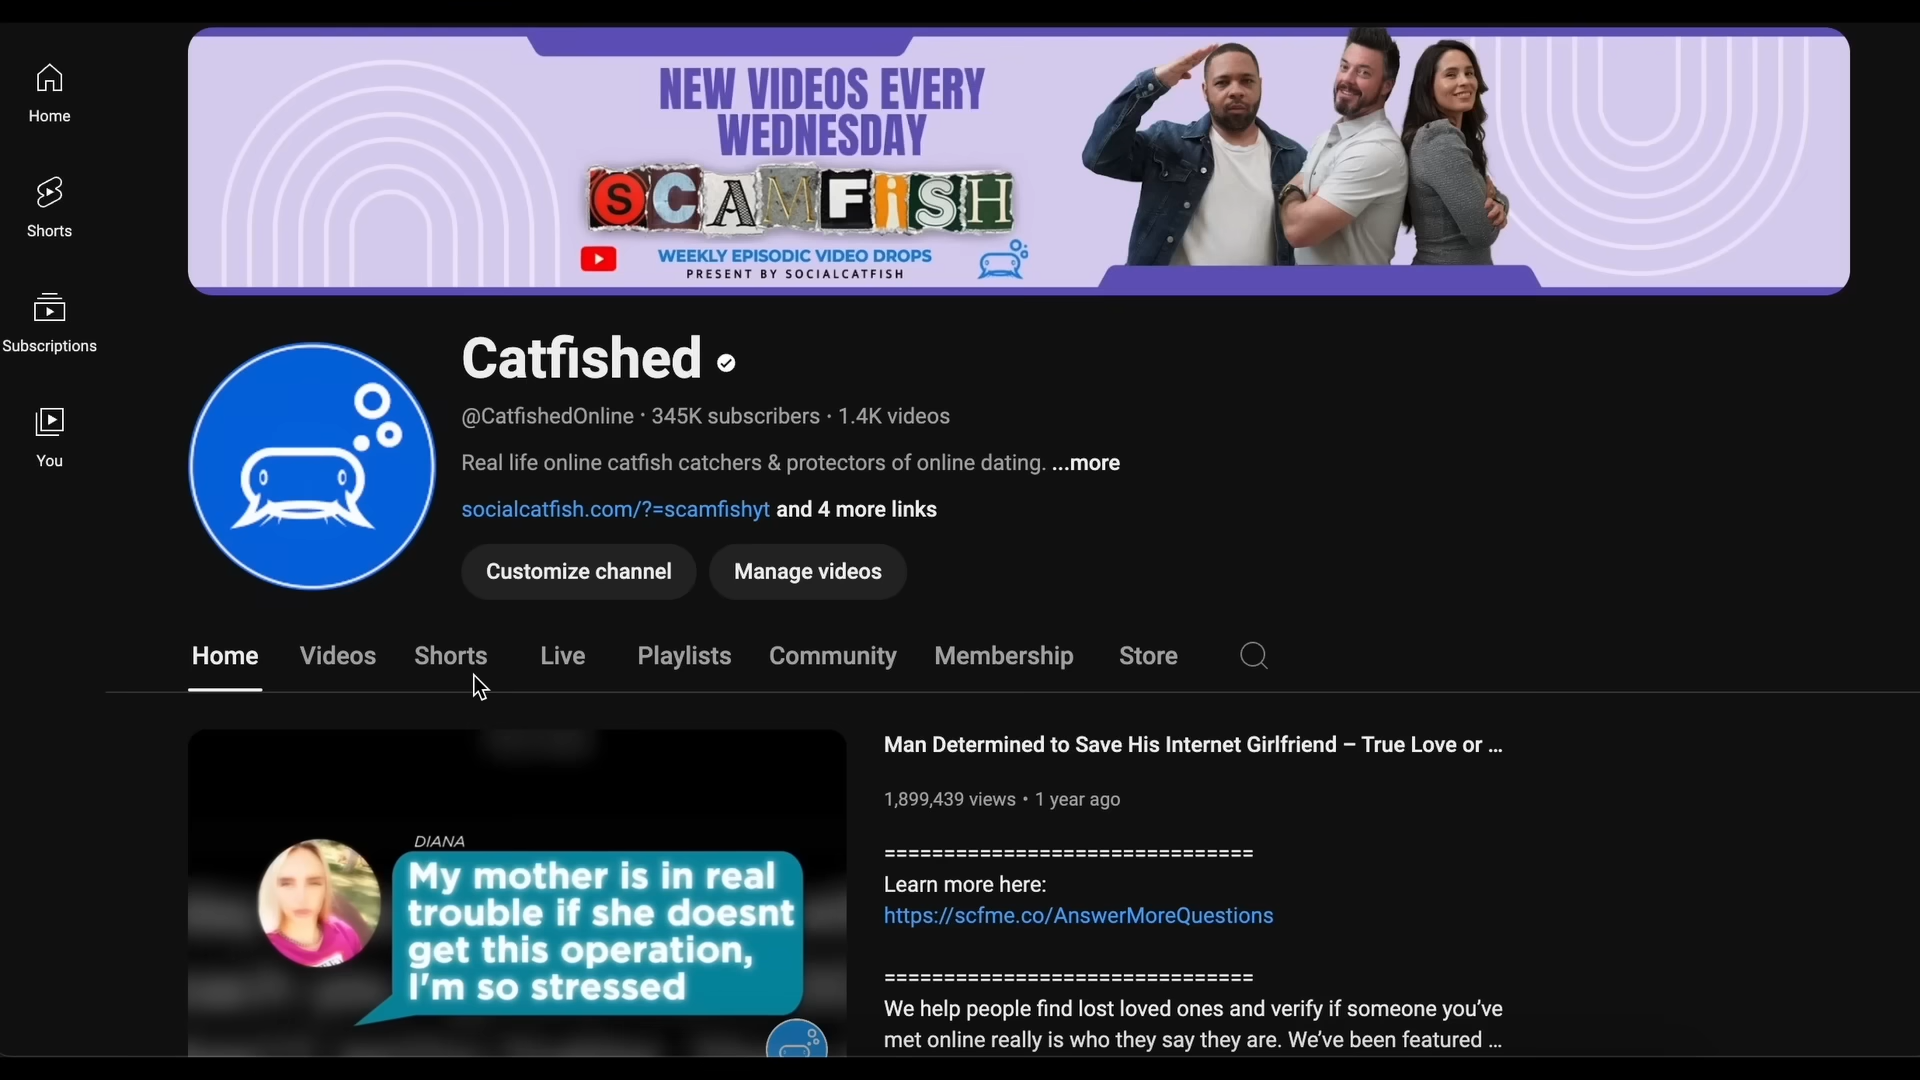 NEW VIDEOS EVERY
WEDNESDAY
SCAMFiSH
WEEKLY EPISODIC VIDEO DROPS
PRESENT BY SOCIALCATFISH
Home
Shorts
Subscriptions
You
Catfished
@CatfishedOnline · 345K subscribers · 1.4K videos
Real life online catfish catchers & protectors of online dating. ...more
socialcatfish.com/?=scamfishyt and 4 more links
Customize channel Manage videos
Home Videos Shorts Live Playlists Community Membership Store
DIANA
My mother is in real
trouble if she doesnt
get this operation,
I'm so stressed
Man Determined to Save His Internet Girlfriend – True Love or ...
1,899,439 views • 1 year ago
==============================
Learn more here:
https://scfme.co/AnswerMoreQuestions
==============================
We help people find lost loved ones and verify if someone you’ve
met online really is who they say they are. We’ve been featured ...